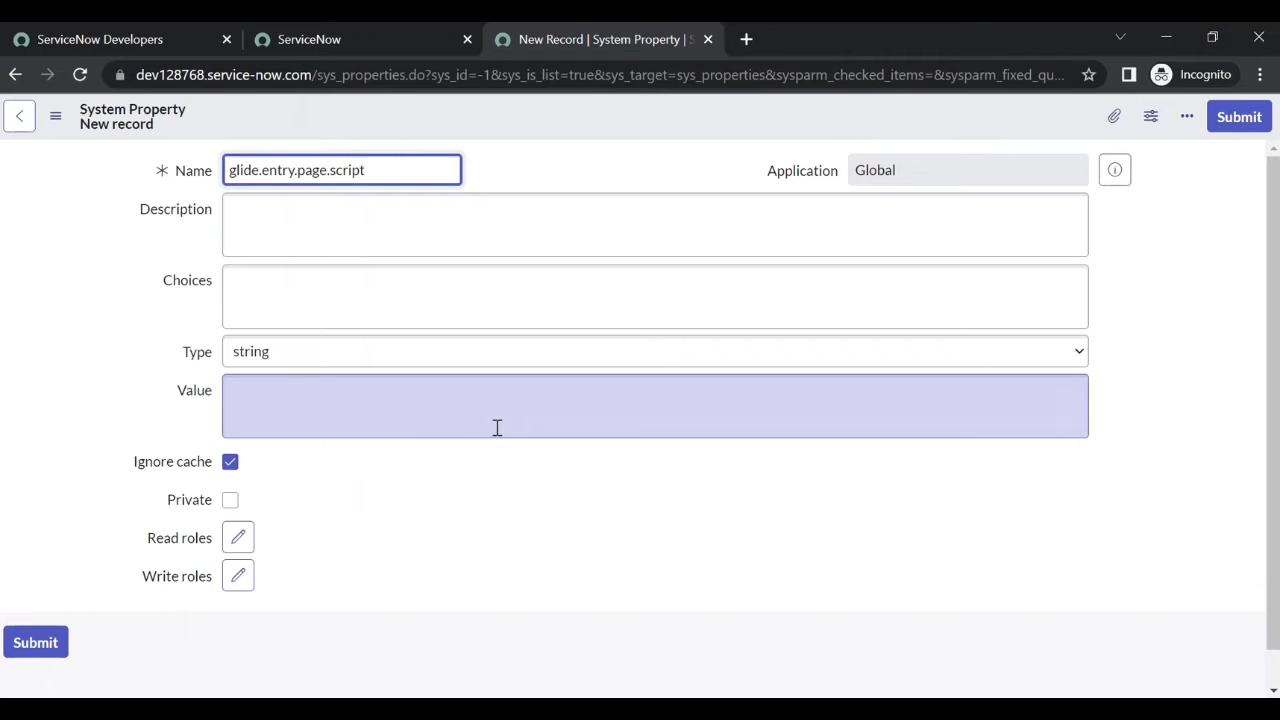 ServiceNow Developers
ServiceNow
New Record | System Property | S
dev128768.service-now.com/sys_properties.do?sys_id=-1&sys_is_list=true&sys_target=sys_properties&sysparm_checked_items=&sysparm_fixed_qu...
Incognito
System Property
New record
Submit
* Name glide.entry.page.script
Application Global
Description
Choices
Type string
Value
Ignore cache
Private
Read roles
Write roles
Submit